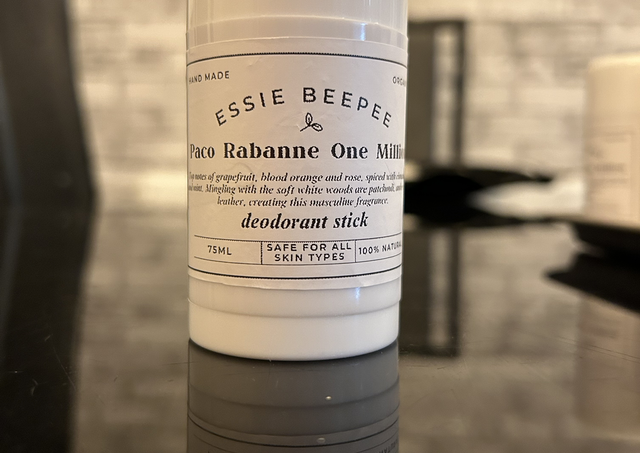 HAND MADE
ESSIE BEEPEE
Paco Rabanne One Million
notes of grapefruit, blood orange and rose, spiced with
mint. Mingling with the soft white woods are patchouli,
leather, creating this masculine fragrance.
deodorant stick
75ML
SAFE FOR ALL
SKIN TYPES
100% NATURAL